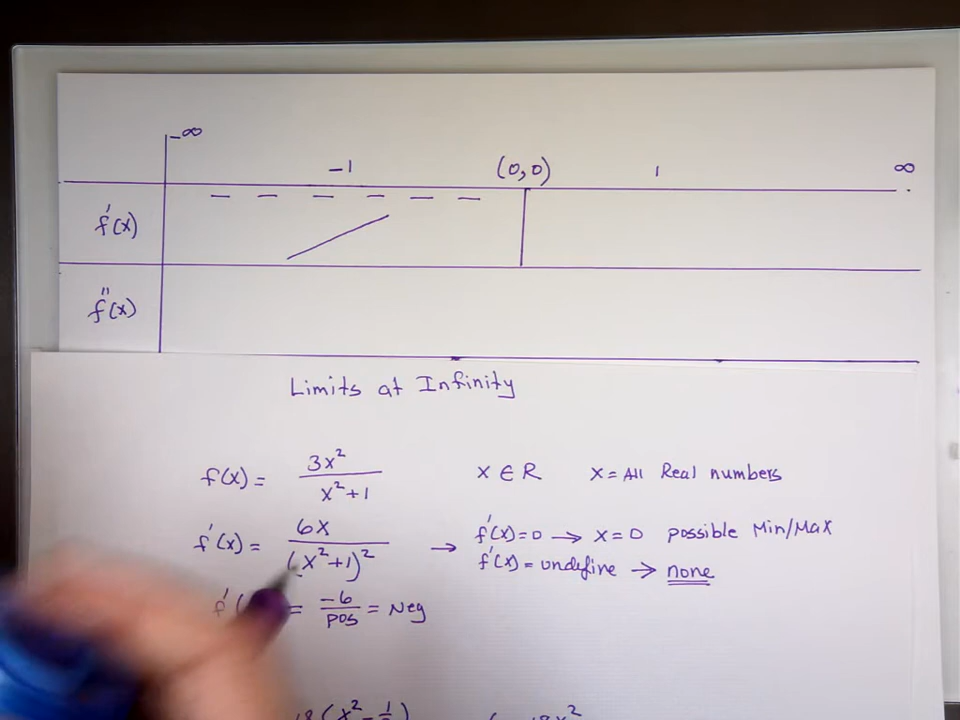 -∞
-1 (0,0) 1 ∞
f'(x) — — — — — —
f''(x)
Limits at Infinity
f(x) = 3x²/(x²+1) x ∈ R x = All Real numbers
f'(x) = 6x/(x²+1)² → f'(x)=0 → x=0 possible Min/Max
f'(x) = undefine → none
f'( = -6/pos = Neg